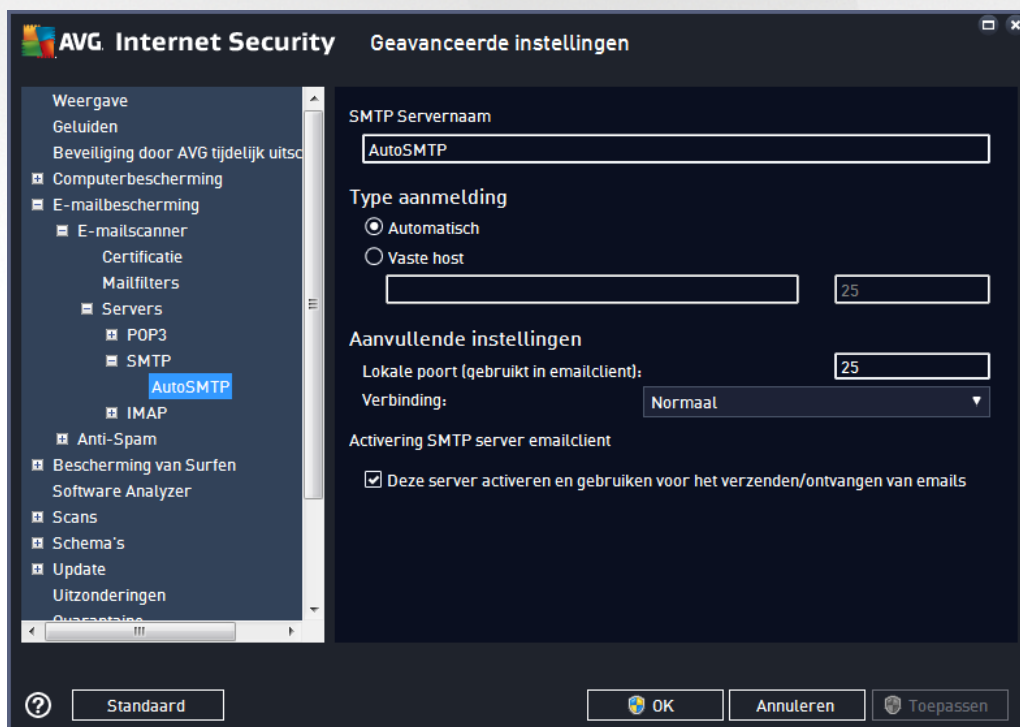 AVG. Internet Security Geavanceerde instellingen
Weergave
Geluiden
Beveiliging door AVG tijdelijk uitsc
Computerbescherming
E-mailbescherming
E-mailscanner
Certificatie
Mailfilters
Servers
POP3
SMTP
AutoSMTP
IMAP
Anti-Spam
Bescherming van Surfen
Software Analyzer
Scans
Schema's
Update
Uitzonderingen
Quarantaine
SMTP Servernaam
AutoSMTP
Type aanmelding
Automatisch
Vaste host
25
Aanvullende instellingen
Lokale poort (gebruikt in emailclient): 25
Verbinding: Normaal
Activering SMTP server emailclient
Deze server activeren en gebruiken voor het verzenden/ontvangen van emails
? Standaard OK Annuleren Toepassen